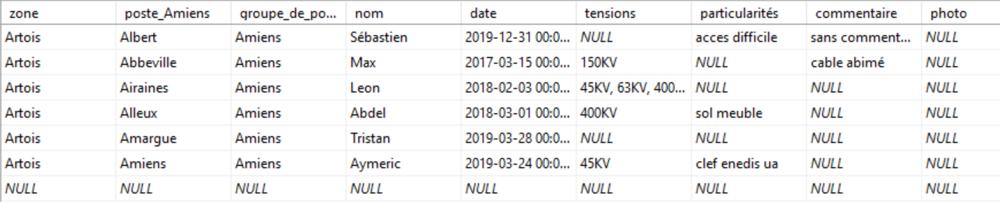 zone poste_Amiens groupe_de_po... nom date tensions particularités commentaire photo
Artois Albert Amiens Sébastien 2019-12-31 00:0... NULL acces difficile sans comment... NULL
Artois Abbeville Amiens Max 2017-03-15 00:0... 150KV NULL cable abimé NULL
Artois Airaines Amiens Leon 2018-02-03 00:0... 45KV, 63KV, 400... NULL NULL NULL
Artois Alleux Amiens Abdel 2018-03-01 00:0... 400KV sol meuble NULL NULL
Artois Amargue Amiens Tristan 2019-03-28 00:0... NULL NULL NULL NULL
Artois Amiens Amiens Aymeric 2019-03-24 00:0... 45KV clef enedis ua NULL NULL
NULL NULL NULL NULL NULL NULL NULL NULL NULL